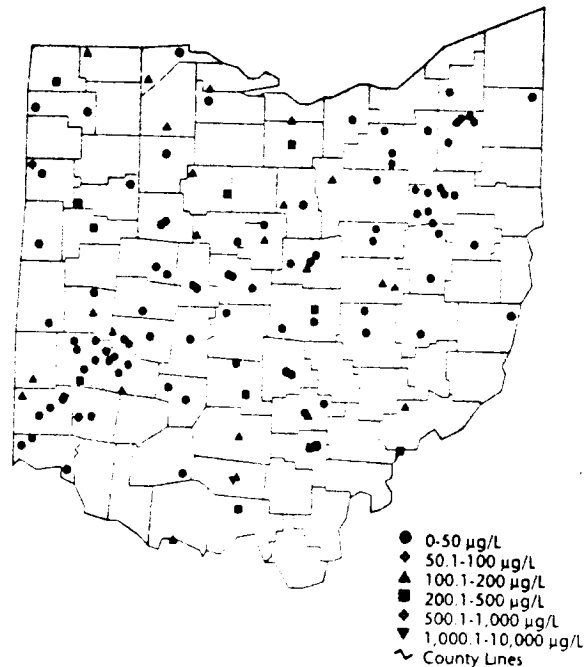 0-50 µg/L
50.1-100 µg/L
100.1-200 µg/L
200.1-500 µg/L
500.1-1,000 µg/L
1,000.1-10,000 µg/L
County Lines